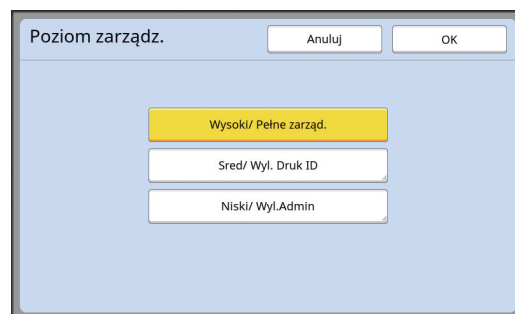 Poziom zarządz.
Anuluj
OK
Wysoki/ Pełne zarząd.
Sred/ Wyl. Druk ID
Niski/ Wyl.Admin